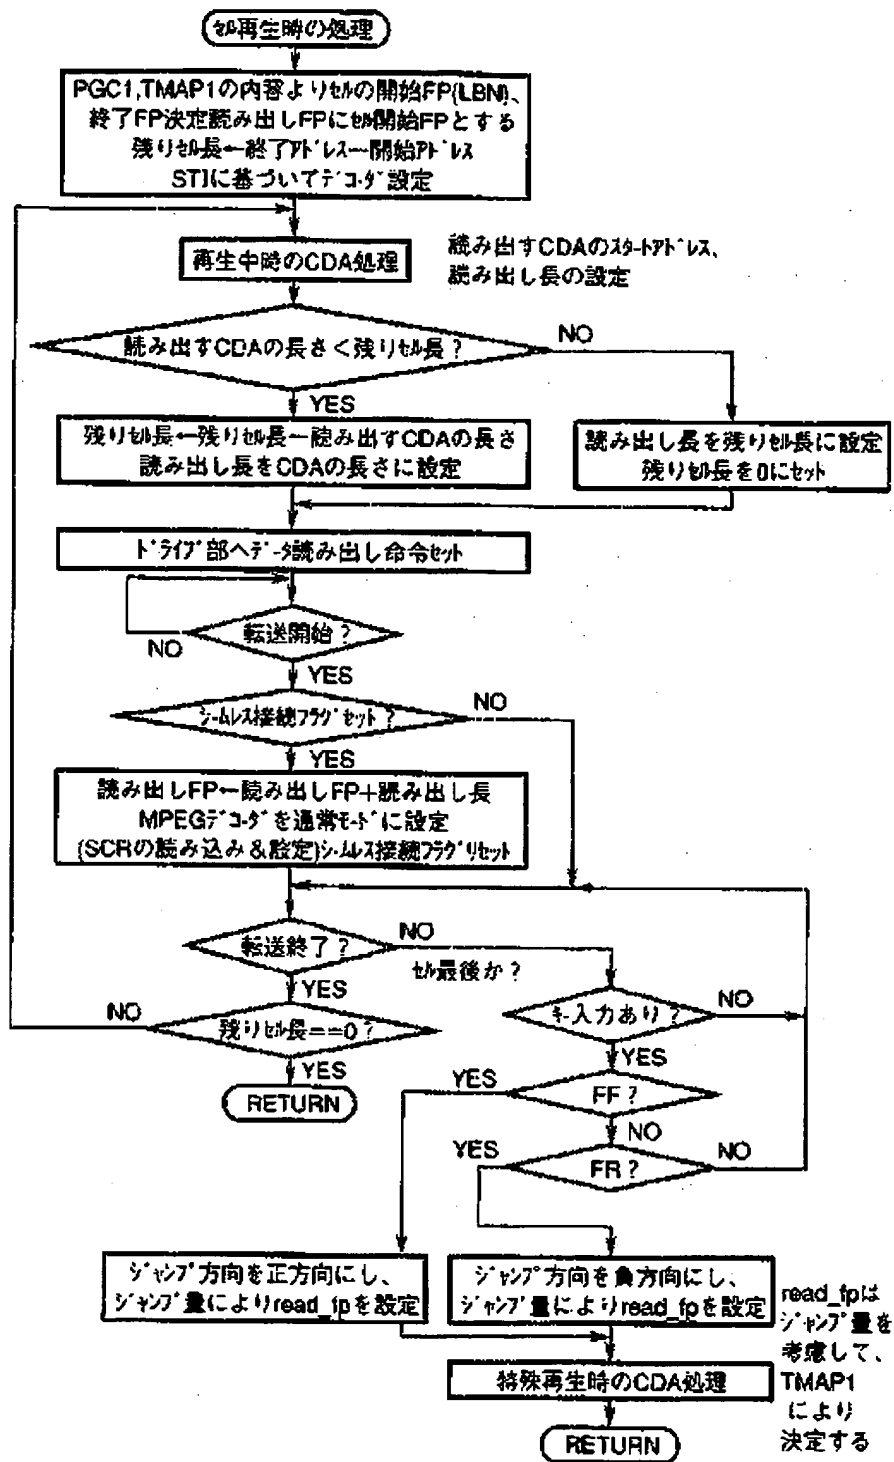 セル再生時の処理
PGC1,TMAP1の内容よりセルの開始FP(LBN)、
終了FP決定読み出しFPにセル開始FPとする
残りセル長←終了アドレス−開始アドレス
STIに基づいてデコーダ設定
再生中時のCDA処理
読み出すCDAのスタートアドレス、
読み出し長の設定
読み出すCDAの長さ<残りセル長?
NO
YES
残りセル長←残りセル長−読み出すCDAの長さ
読み出し長をCDAの長さに設定
読み出し長を残りセル長に設定
残りセル長を0にセット
ドライブ部へデータ読み出し命令セット
転送開始?
NO
YES
シームレス接続フラグセット?
NO
YES
読み出しFP←読み出しFP+読み出し長
MPEGデコーダを通常モードに設定
(SCRの読み込み&設定)シームレス接続フラグリセット
転送終了?
NO
セル最後か?
YES
キー入力あり?
NO
NO
残りセル長==0?
YES
YES
RETURN
YES
FF?
NO
YES
FR?
NO
ジャンプ方向を正方向にし、
ジャンプ量によりread_fpを設定
ジャンプ方向を負方向にし、
ジャンプ量によりread_fpを設定
read_fpは
ジャンプ量を
考慮して、
TMAP1
により
決定する
特殊再生時のCDA処理
RETURN